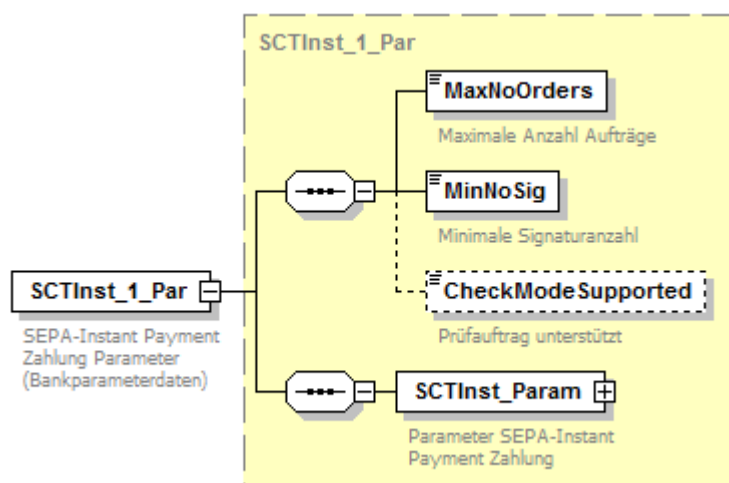 SCTInst_1_Par
MaxNoOrders
Maximale Anzahl Aufträge
MinNoSig
Minimale Signaturanzahl
SCTInst_1_Par
SEPA-Instant Payment
Zahlung Parameter
(Bankparameterdaten)
CheckModeSupported
Prüfauftrag unterstützt
SCTInst_Param
Parameter SEPA-Instant
Payment Zahlung